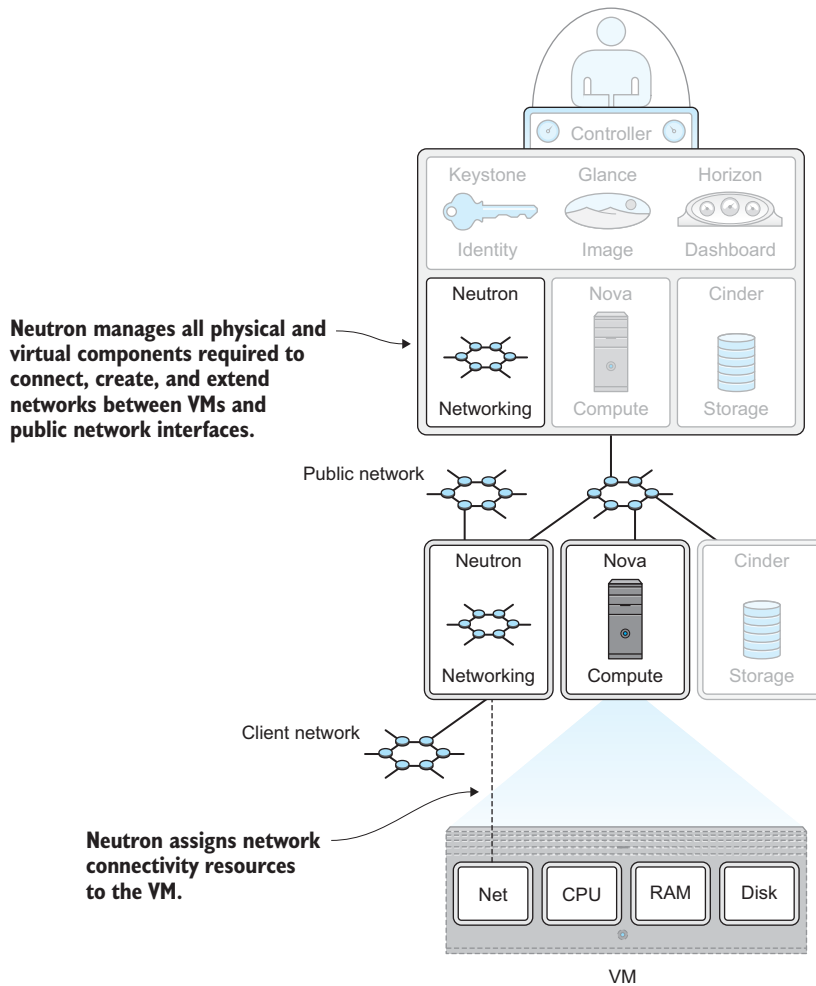 Controller
Keystone
Glance
Horizon
Identity
Image
Dashboard
Neutron
Nova
Cinder
Networking
Compute
Storage
Neutron manages all physical and
virtual components required to
connect, create, and extend
networks between VMs and
public network interfaces.
Public network
Neutron
Nova
Cinder
Networking
Compute
Storage
Client network
Neutron assigns network
connectivity resources
to the VM.
Net
CPU
RAM
Disk
VM